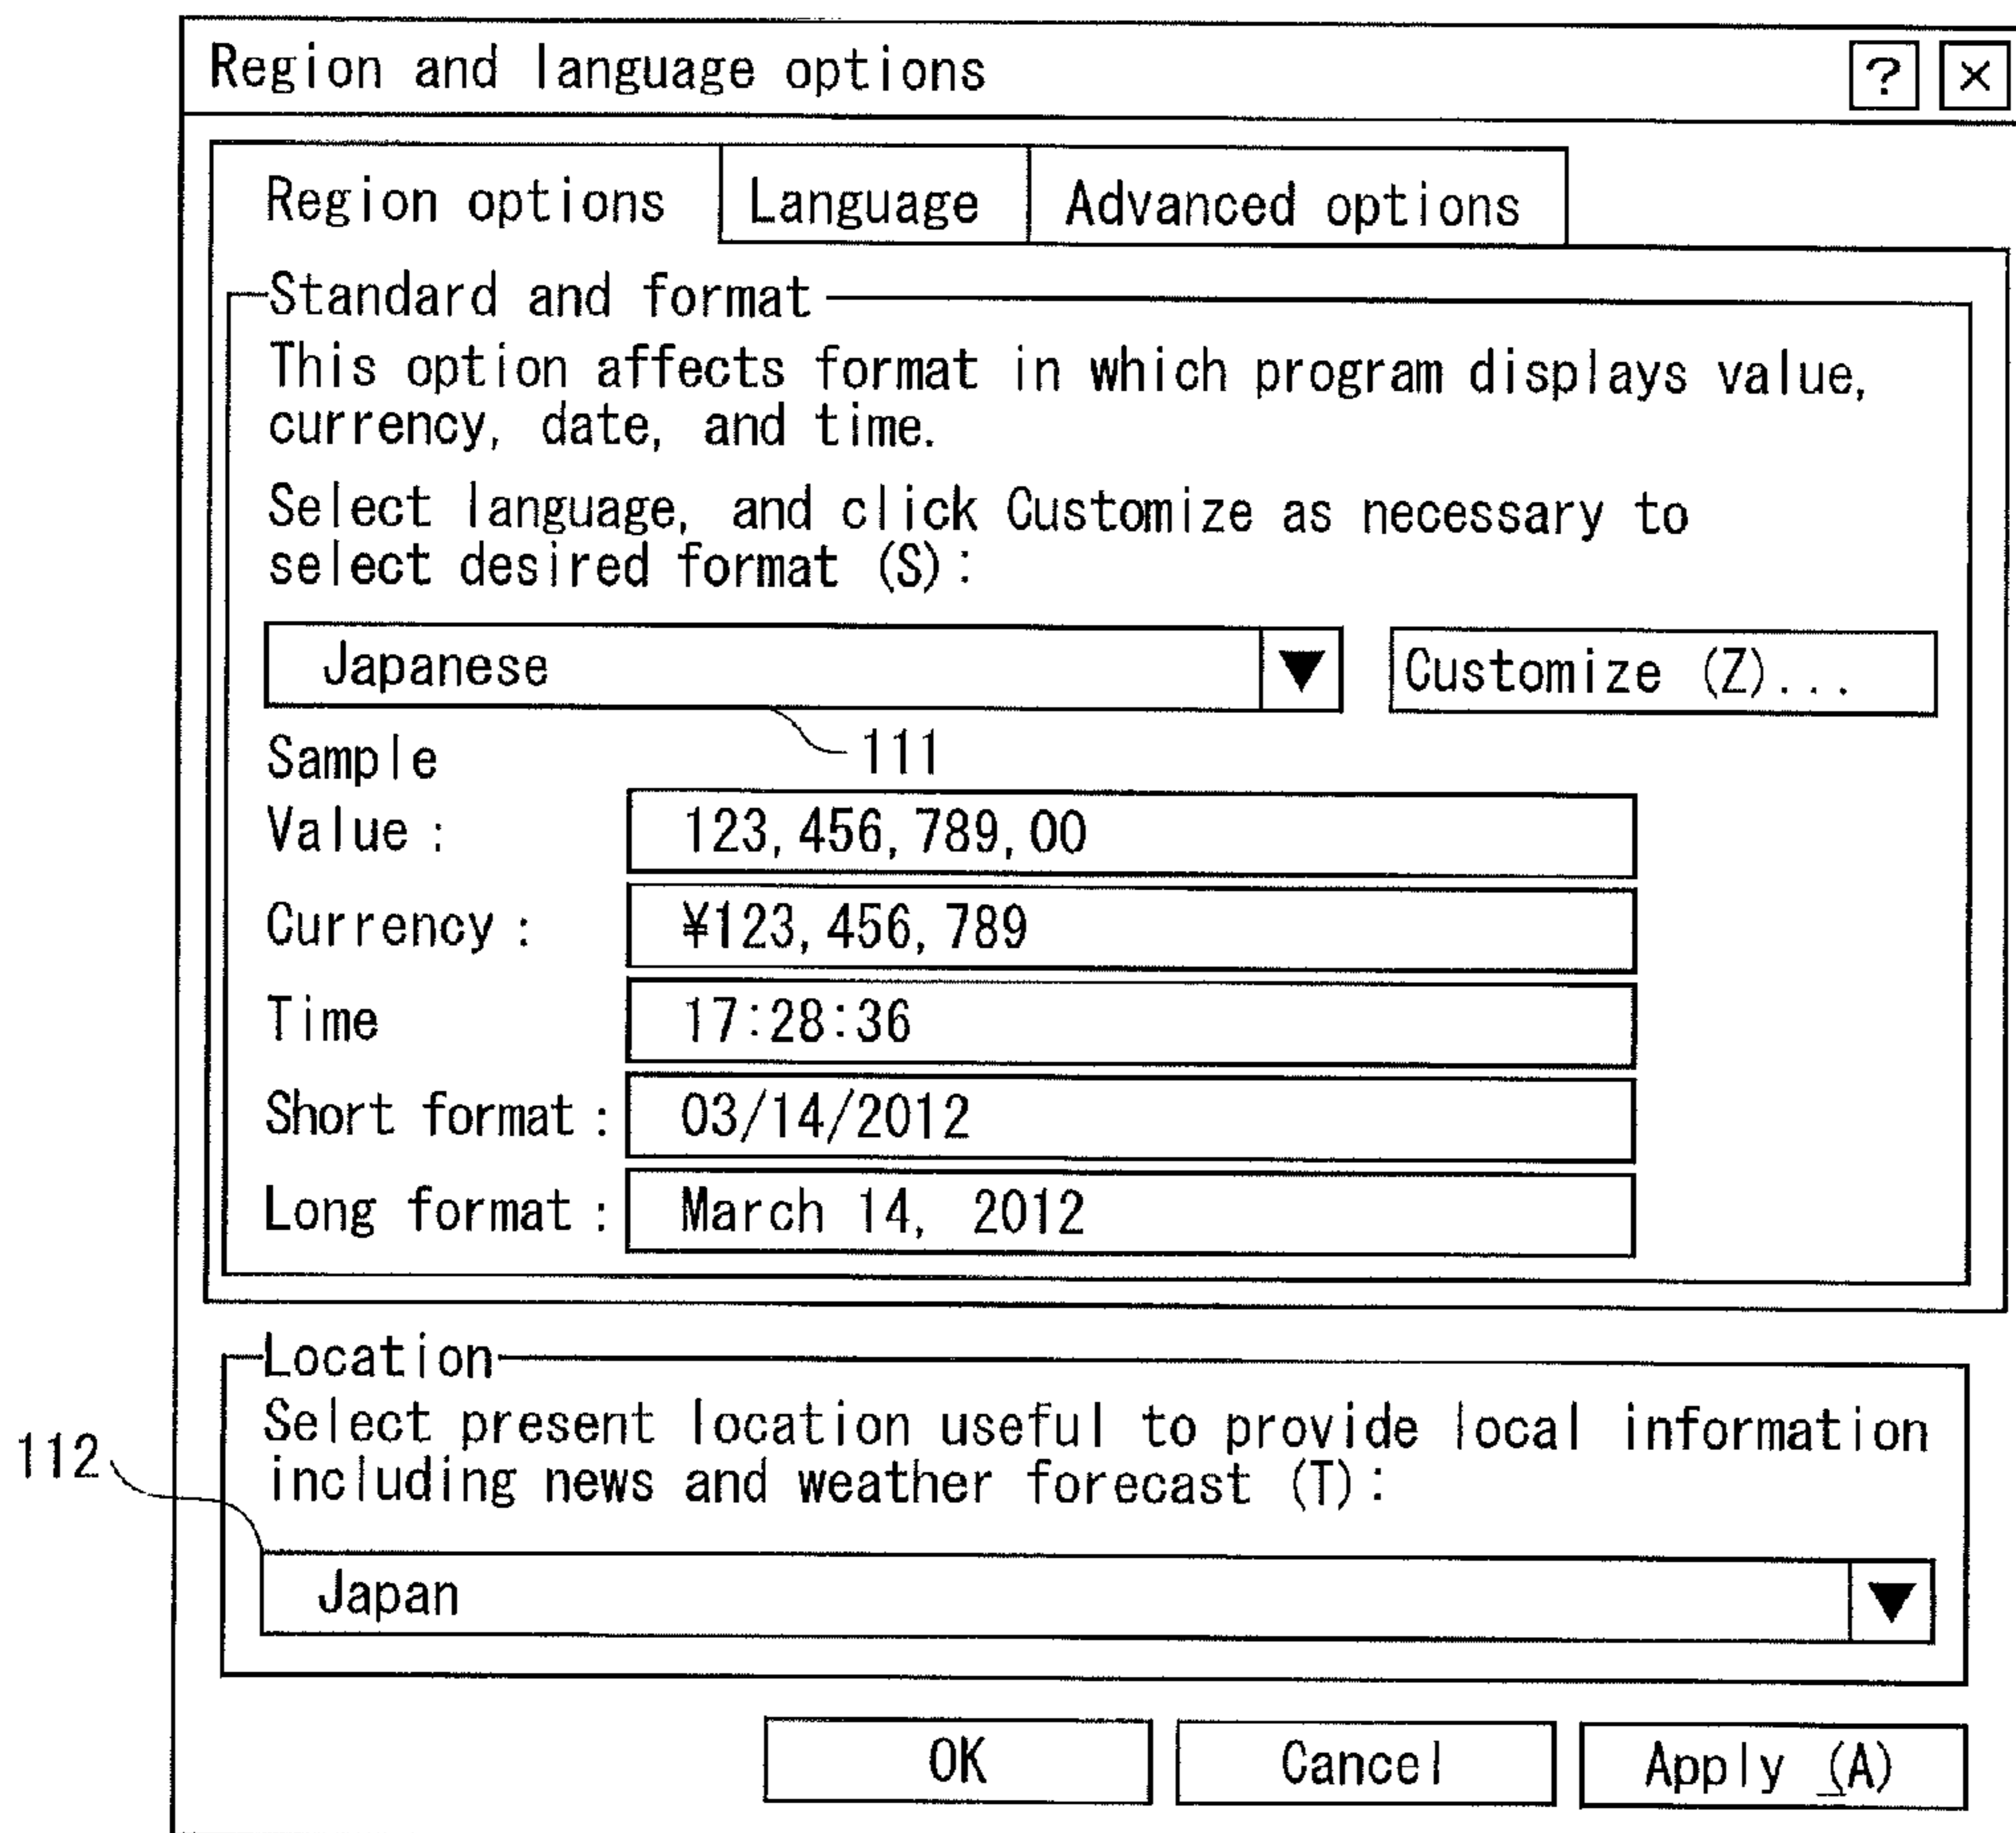 Region and language options ? ×
Region options Language Advanced options
Standard and format
This option affects format in which program displays value,
currency, date, and time.
Select language, and click Customize as necessary to
select desired format (S):
Japanese ▼ Customize (Z)...
111
Sample
Value: 123,456,789,00
Currency: ¥123,456,789
Time 17:28:36
Short format: 03/14/2012
Long format: March 14, 2012
Location
Select present location useful to provide local information
including news and weather forecast (T):
112
Japan ▼
OK Cancel Apply (A)